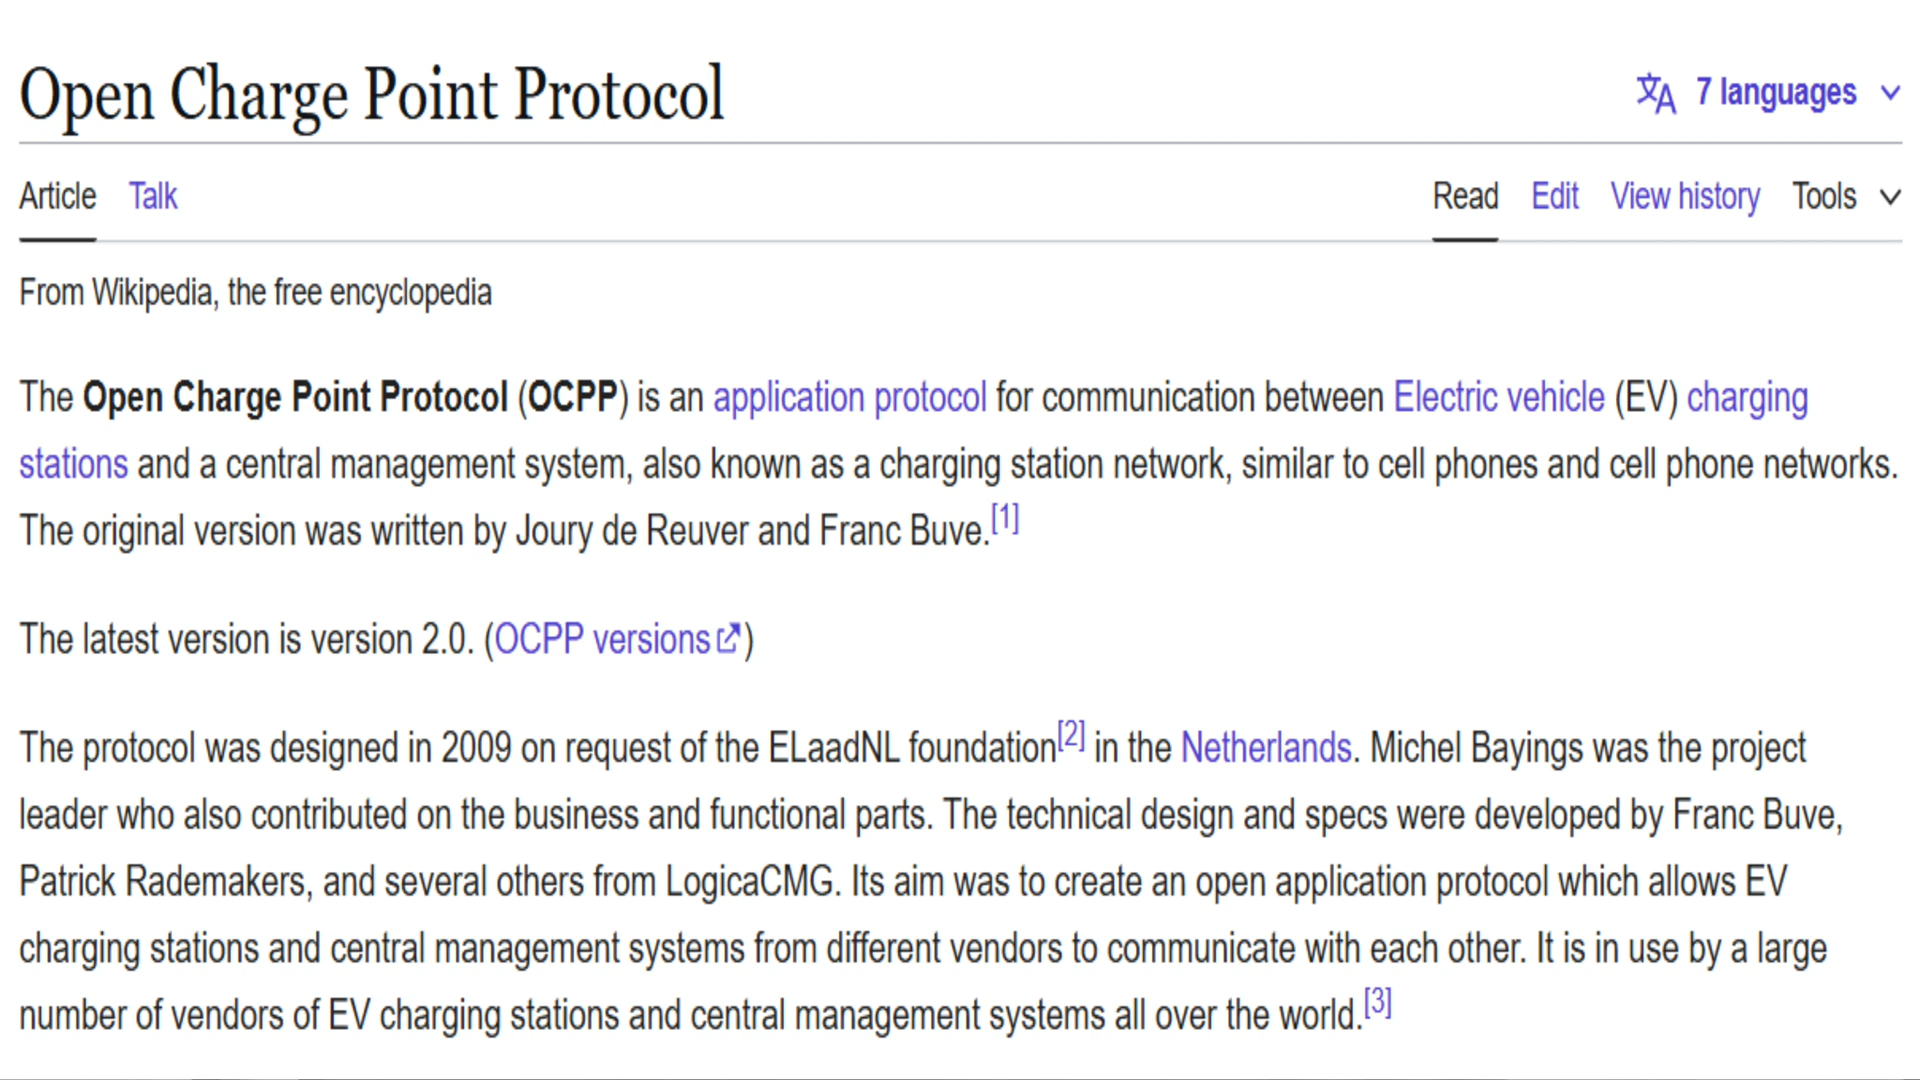 Open Charge Point Protocol
7 languages
Article Talk
Read Edit View history Tools
From Wikipedia, the free encyclopedia
The Open Charge Point Protocol (OCPP) is an application protocol for communication between Electric vehicle (EV) charging
stations and a central management system, also known as a charging station network, similar to cell phones and cell phone networks.
The original version was written by Joury de Reuver and Franc Buve.[1]
The latest version is version 2.0. (OCPP versions)
The protocol was designed in 2009 on request of the ELaadNL foundation[2] in the Netherlands. Michel Bayings was the project
leader who also contributed on the business and functional parts. The technical design and specs were developed by Franc Buve,
Patrick Rademakers, and several others from LogicaCMG. Its aim was to create an open application protocol which allows EV
charging stations and central management systems from different vendors to communicate with each other. It is in use by a large
number of vendors of EV charging stations and central management systems all over the world.[3]